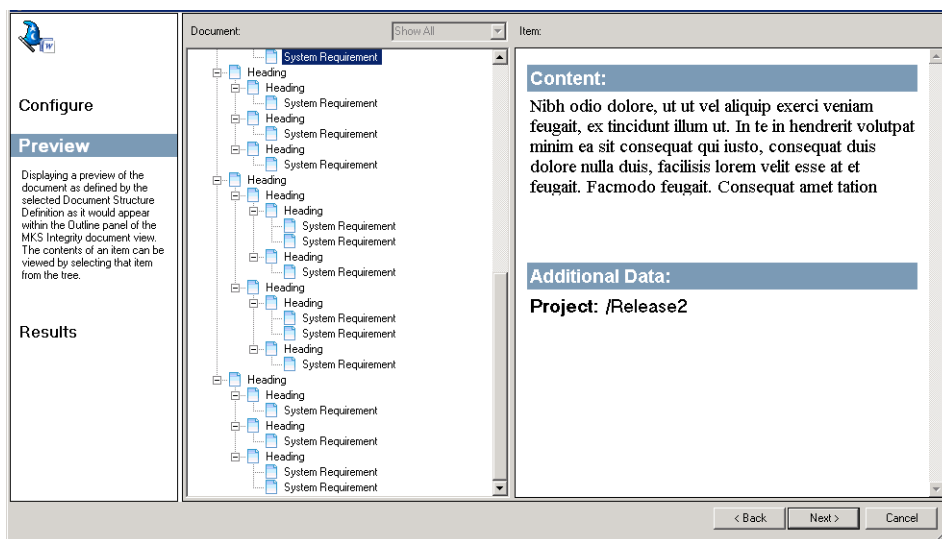 Document:
Show All
Item:
W
Configure
Preview
Displaying a preview of the
document as defined by the
selected Document Structure
Definition as it would appear
within the Outline panel of the
MKS Integrity document view.
The contents of an item can be
viewed by selecting that item
from the tree.
Results
System Requirement
Heading
Heading
System Requirement
Heading
System Requirement
Heading
System Requirement
Heading
Heading
Heading
System Requirement
System Requirement
Heading
System Requirement
Heading
Heading
System Requirement
System Requirement
Heading
System Requirement
Heading
Heading
System Requirement
Heading
System Requirement
Heading
System Requirement
System Requirement
Content:
Nibh odio dolore, ut ut vel aliquip exerci veniam
feugait, ex tincidunt illum ut. In te in hendrerit volutpat
minim ea sit consequat qui iusto, consequat duis
dolore nulla duis, facilisis lorem velit esse at et
feugait. Facmodo feugait. Consequat amet tation
Additional Data:
Project: /Release2
< Back
Next >
Cancel